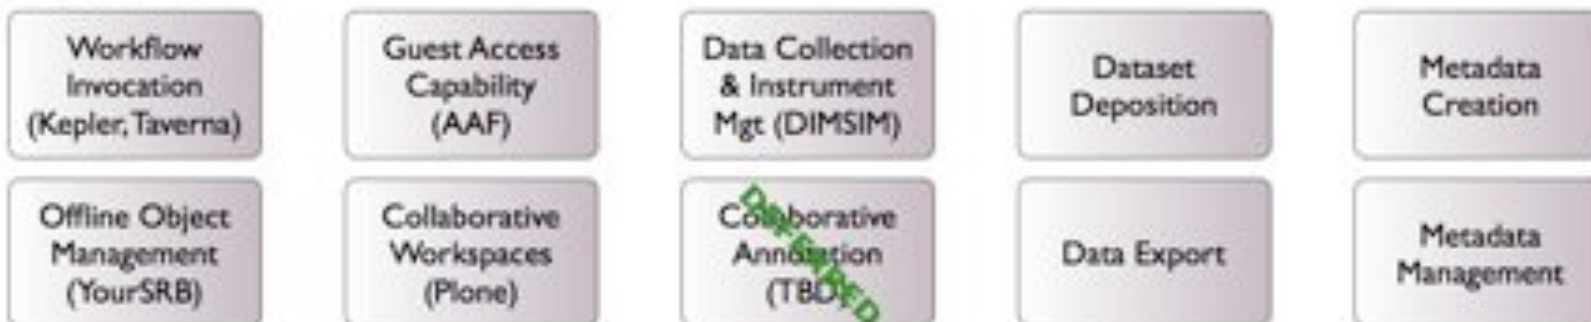 Workflow
Invocation
(Kepler, Taverna)
Guest Access
Capability
(AAF)
Data Collection
& Instrument
Mgt (DIMSIM)
Dataset
Deposition
Metadata
Creation
Offline Object
Management
(YourSRB)
Collaborative
Workspaces
(Plone)
Collaborative
Annotation
(TBD)
DEFERRED
Data Export
Metadata
Management